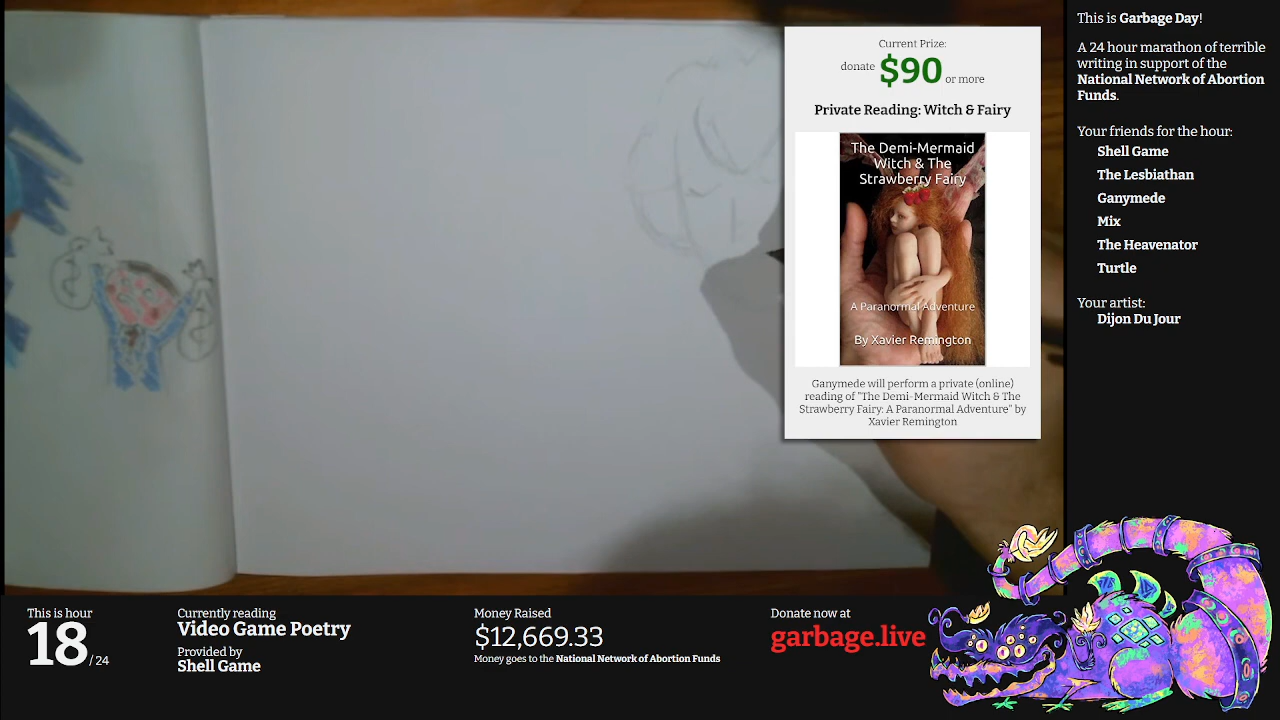 This is Garbage Day!
A 24 hour marathon of terrible
writing in support of the
National Network of Abortion
Funds.
Your friends for the hour:
Shell Game
The Lesbiathan
Ganymede
Mix
The Heavenator
Turtle
Your artist:
Dijon Du Jour
Current Prize:
donate $90 or more
Private Reading: Witch & Fairy
The Demi-Mermaid
Witch & The
Strawberry Fairy
A Paranormal Adventure
By Xavier Remington
Ganymede will perform a private (online)
reading of "The Demi-Mermaid Witch & The
Strawberry Fairy: A Paranormal Adventure" by
Xavier Remington
This is hour
18/24
Currently reading
Video Game Poetry
Provided by
Shell Game
Money Raised
$12,669.33
Money goes to the National Network of Abortion Funds
Donate now at
garbage.live